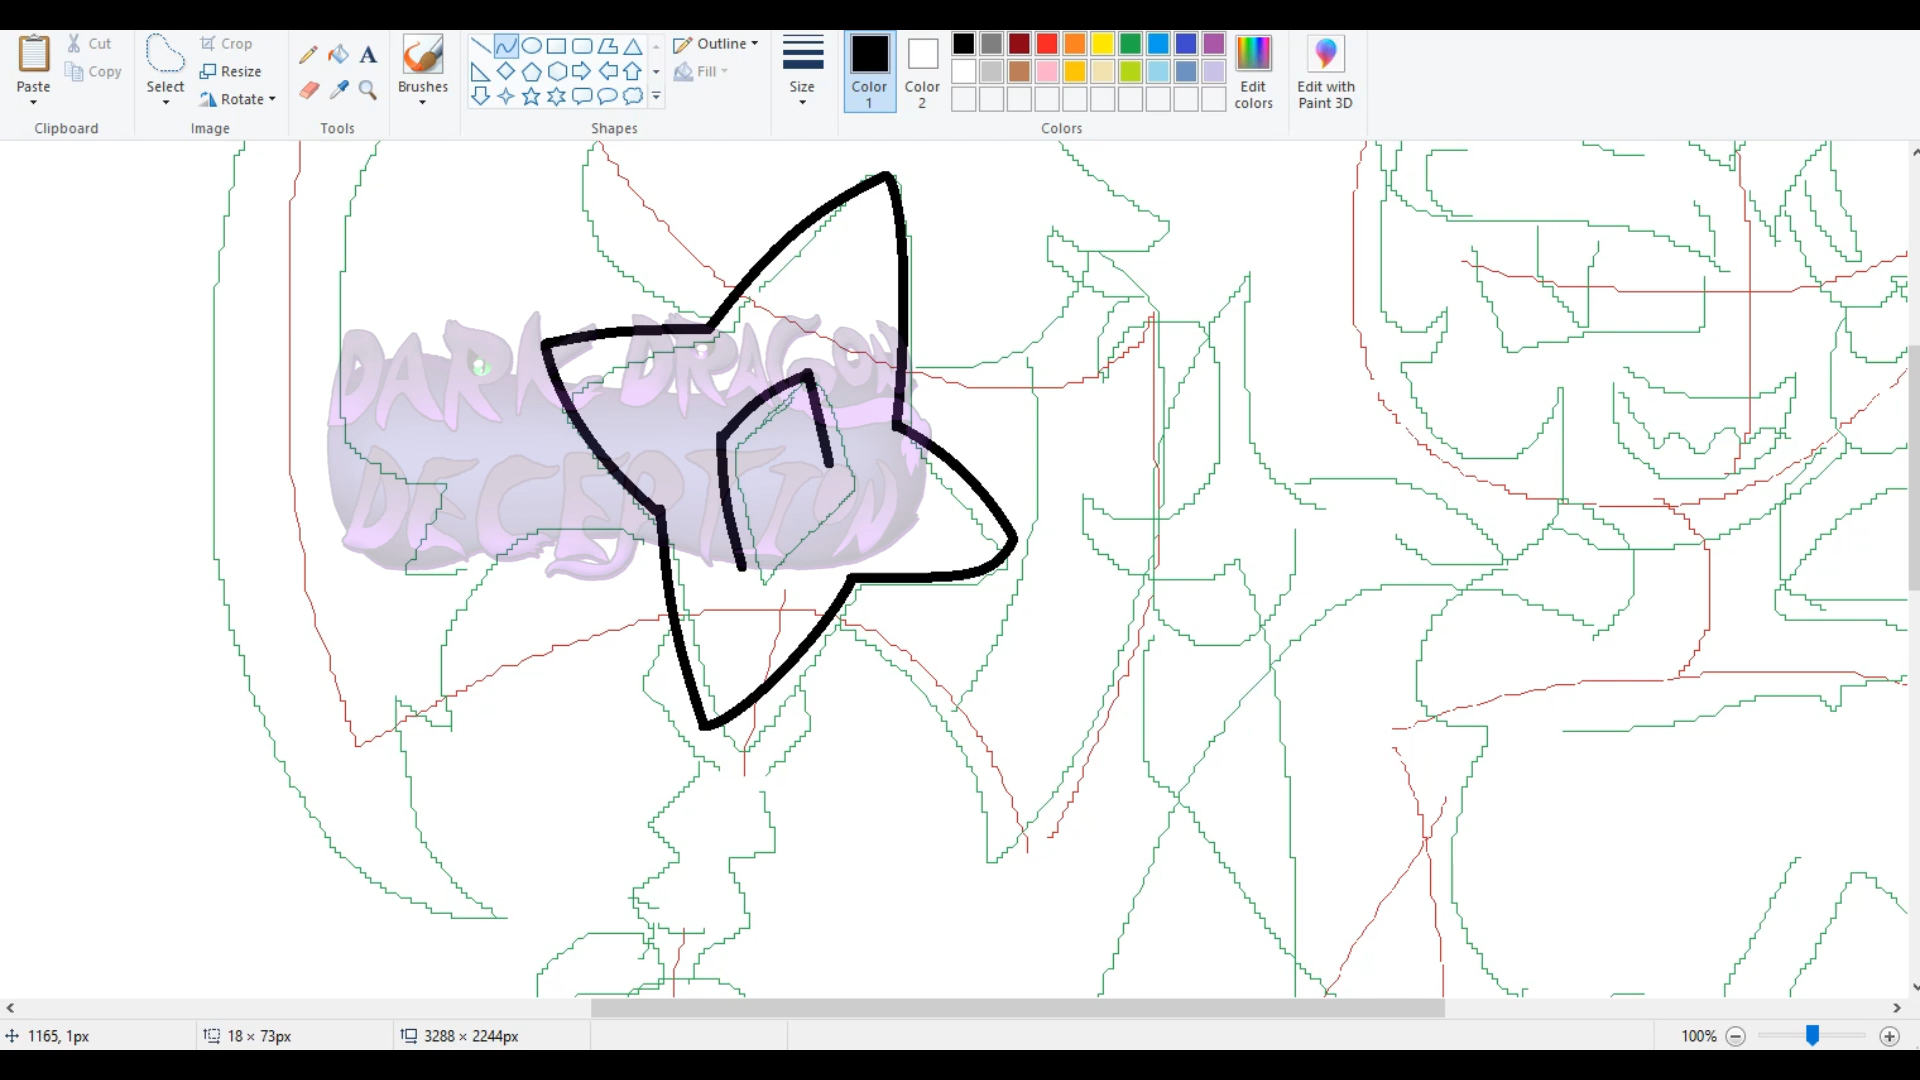 Paste
Cut
Copy
Clipboard
Select
Crop
Resize
Rotate
Image
Tools
Brushes
Shapes
Outline
Fill
Size
Color
1
Color
2
Colors
Edit
colors
Edit with
Paint 3D
DARK DRAGON
DECEPTION
1165, 1px
18 × 73px
3288 × 2244px
100%